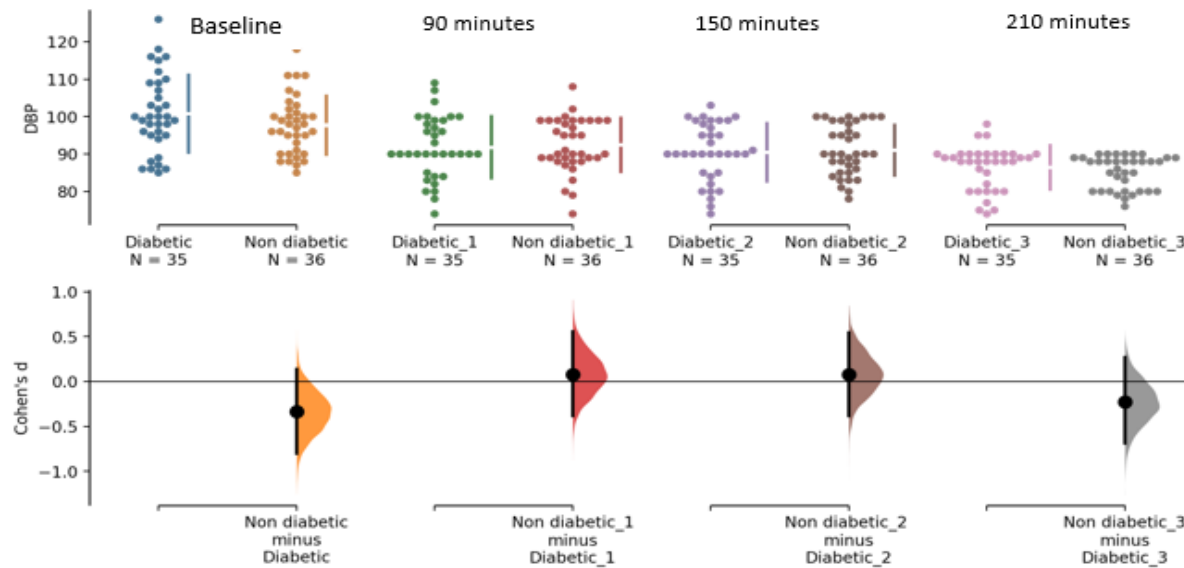 Baseline
90 minutes
150 minutes
210 minutes
DBP
120
110
100
90
80
Diabetic
N = 35
Non diabetic
N = 36
Diabetic_1
N = 35
Non diabetic_1
N = 36
Diabetic_2
N = 35
Non diabetic_2
N = 36
Diabetic_3
N = 35
Non diabetic_3
N = 36
Cohen's d
1.0
0.5
0.0
−0.5
−1.0
Non diabetic
minus
Diabetic
Non diabetic_1
minus
Diabetic_1
Non diabetic_2
minus
Diabetic_2
Non diabetic_3
minus
Diabetic_3